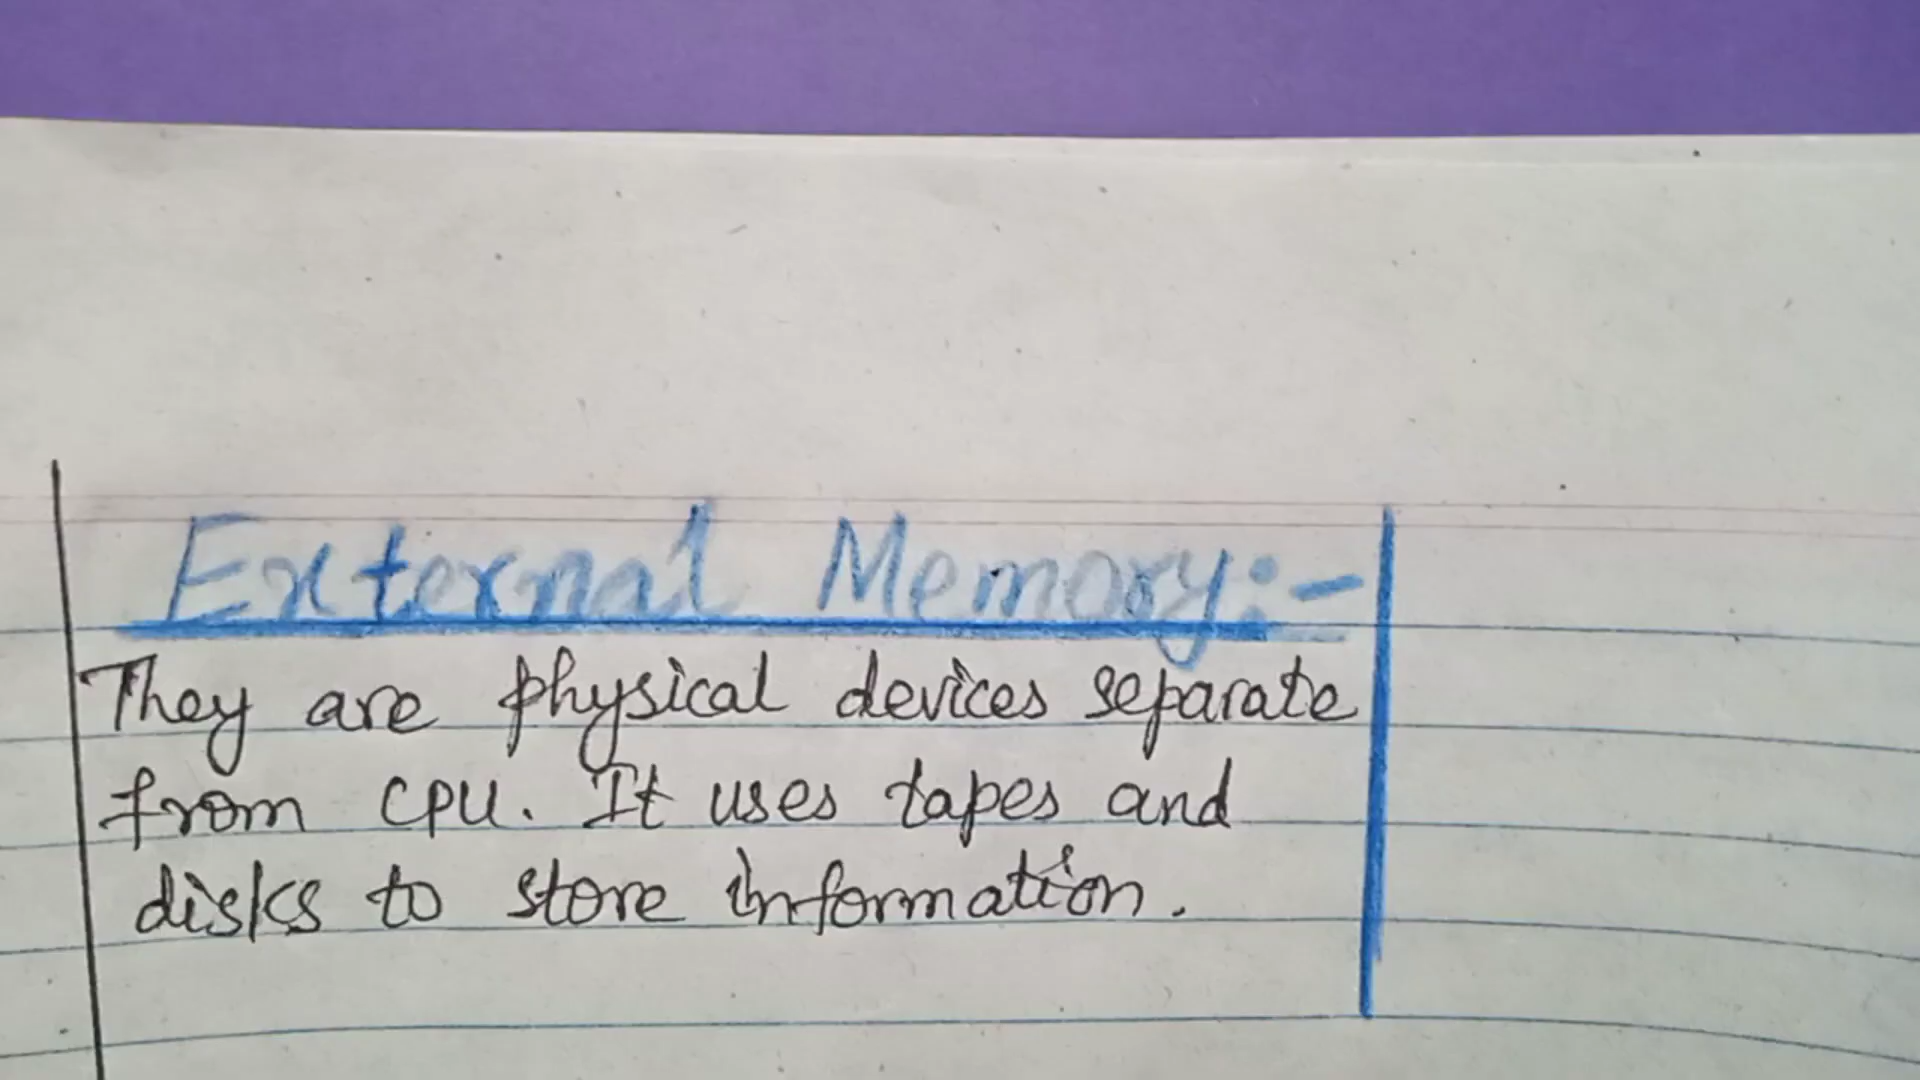 External Memory:-
They are physical devices separate
from CPU. It uses tapes and
disks to store information.